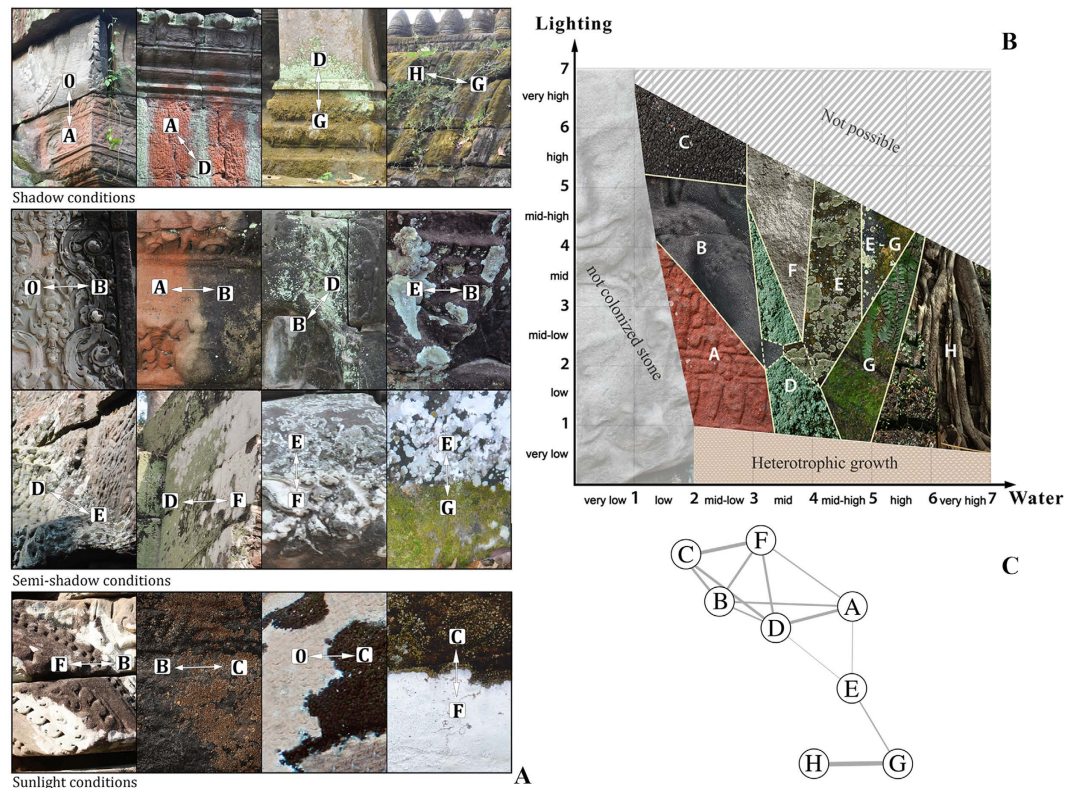 O
A
A
D
D
G
H
G
Shadow conditions
O
B
A
B
D
B
E
B
D
E
D
F
E
F
E
G
Semi-shadow conditions
F
B
B
C
O
C
C
F
Sunlight conditions
A
Lighting
B
7
very high
6
high
5
mid-high
4
mid
3
mid-low
2
low
1
very low
Not possible
not colonized stone
C
B
A
F
D
E
E - G
G
H
Heterotrophic growth
very low 1 low 2 mid-low 3 mid 4 mid-high 5 high 6 very high 7 Water
C
F
C
B
D
A
E
H
G